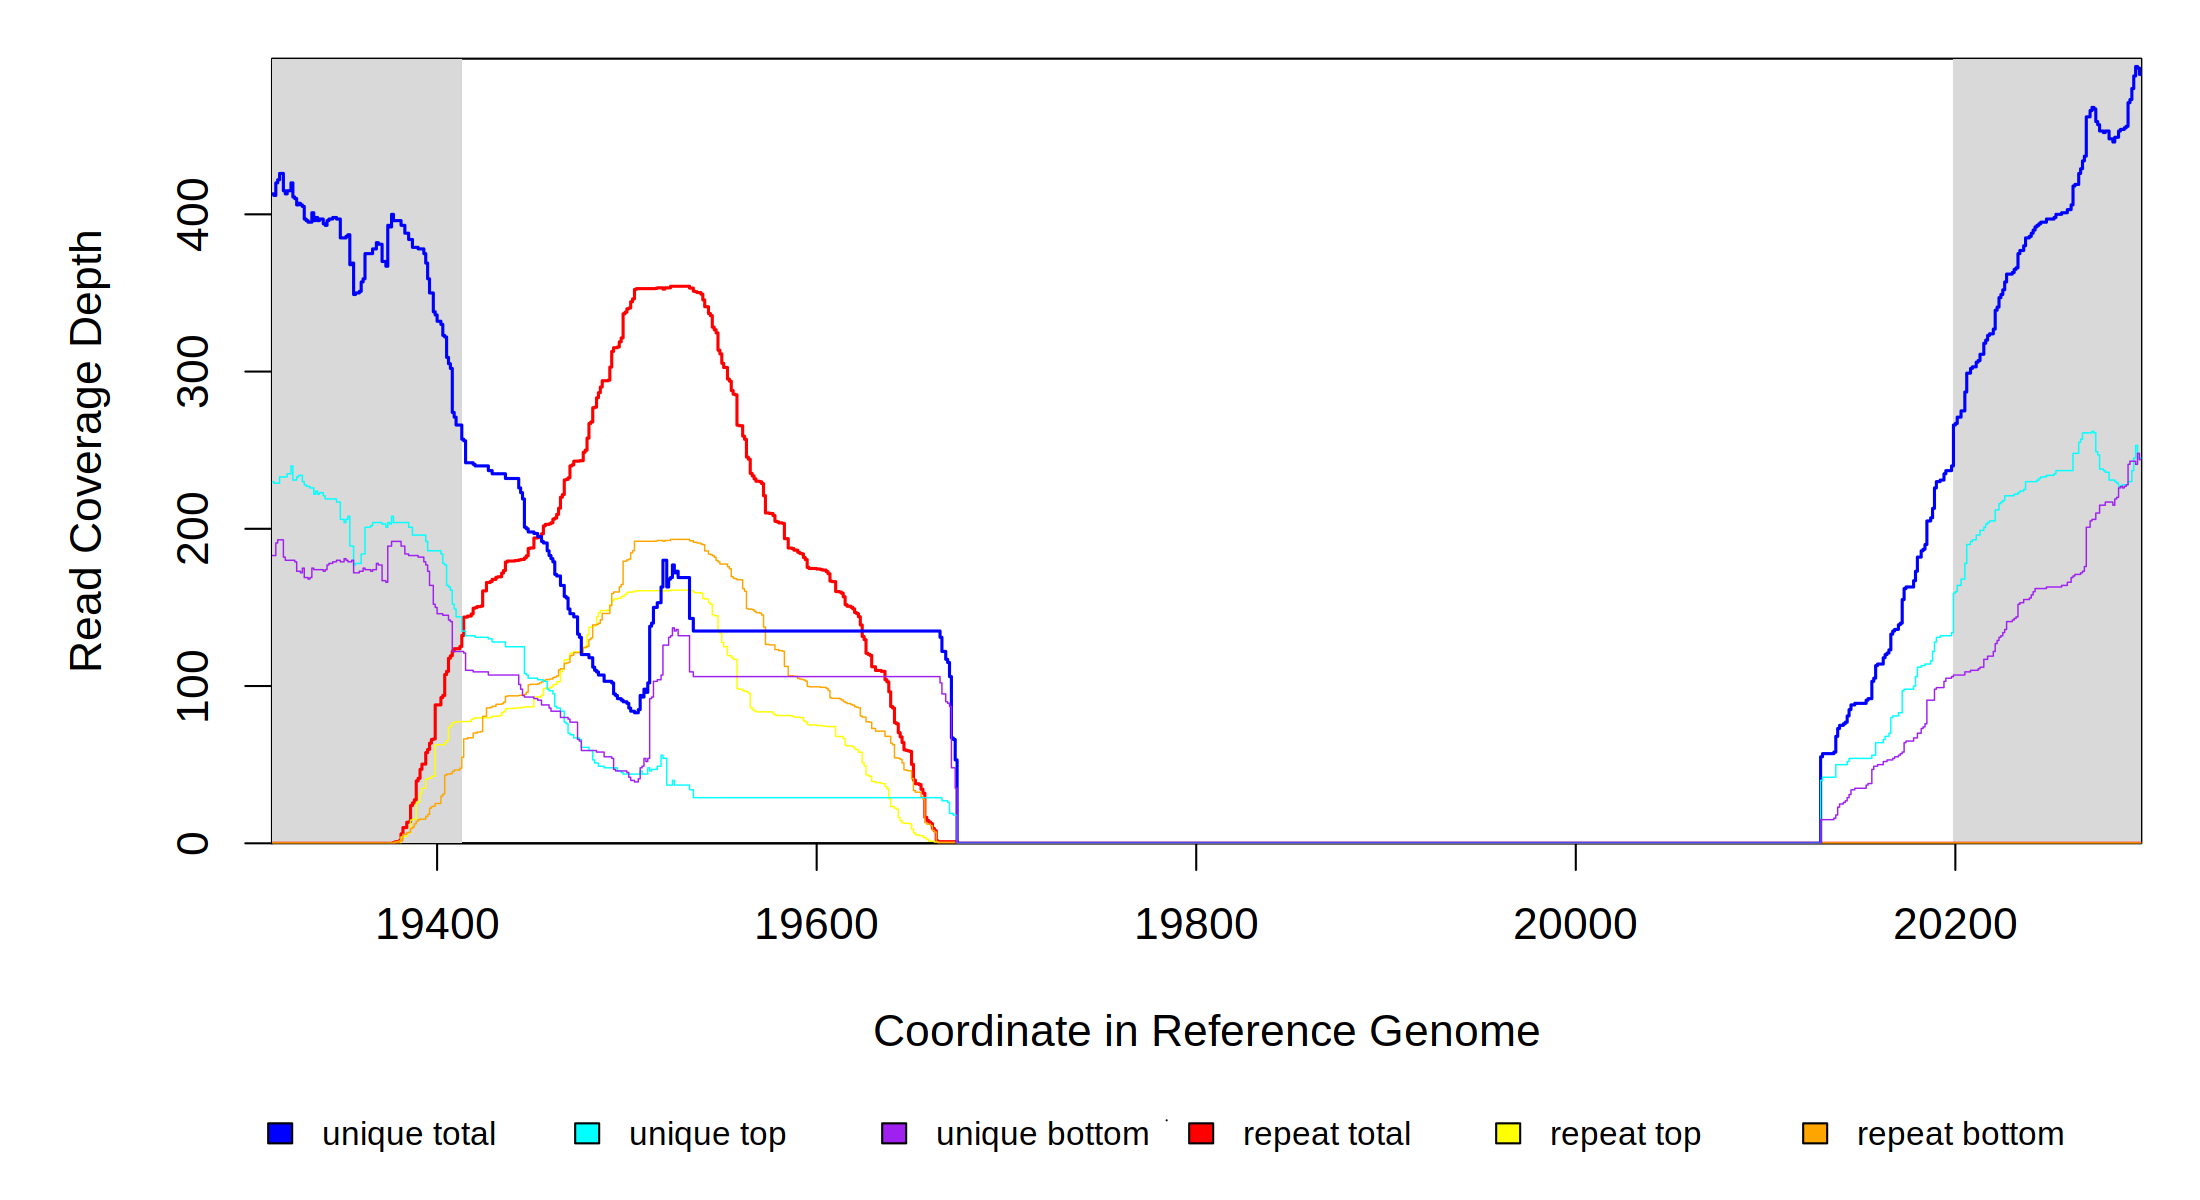 Read Coverage Depth
400
300
200
100
0
19400 19600 19800 20000 20200
Coordinate in Reference Genome
unique total unique top unique bottom repeat total repeat top repeat bottom